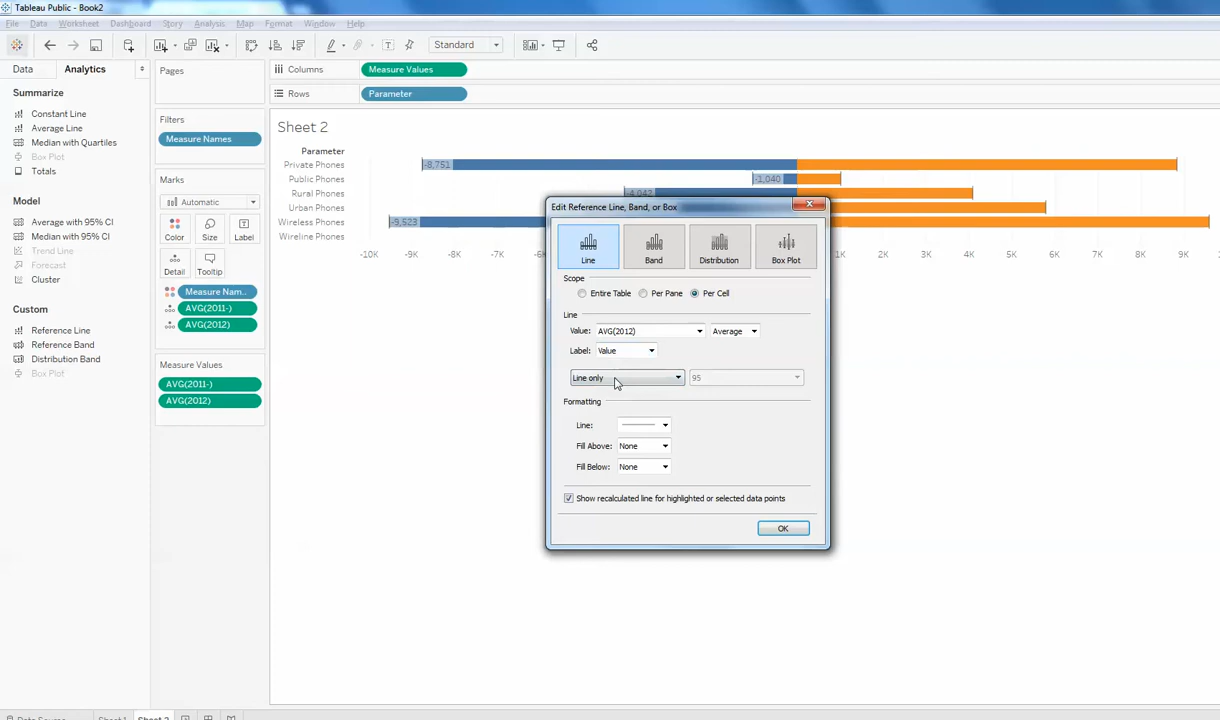 Tableau Public - Book2
File Data Worksheet Dashboard Story Analysis Map Format Window Help
Standard
Data Analytics
Pages
Columns Measure Values
Rows Parameter
Summarize
Constant Line
Average Line
Median with Quartiles
Box Plot
Totals
Model
Average with 95% CI
Median with 95% CI
Trend Line
Forecast
Cluster
Custom
Reference Line
Reference Band
Distribution Band
Box Plot
Filters
Measure Names
Marks
Automatic
Color Size Label
Detail Tooltip
Measure Nam..
AVG(2011-)
AVG(2012)
Measure Values
AVG(2011-)
AVG(2012)
Sheet 2
Parameter
Private Phones -8,751
Public Phones -1,040
Rural Phones -4,047
Urban Phones
Wireless Phones -9,523
Wireline Phones
-10K -9K -8K -7K 1K 2K 3K 4K 5K 6K 7K 8K 9K
Edit Reference Line, Band, or Box
Line Band Distribution Box Plot
Scope
Entire Table Per Pane Per Cell
Line
Value: AVG(2012) Average
Label: Value
Line only 95
Formatting
Line:
Fill Above: None
Fill Below: None
Show recalculated line for highlighted or selected data points
OK
Data Source Sheet1 Sheet 2